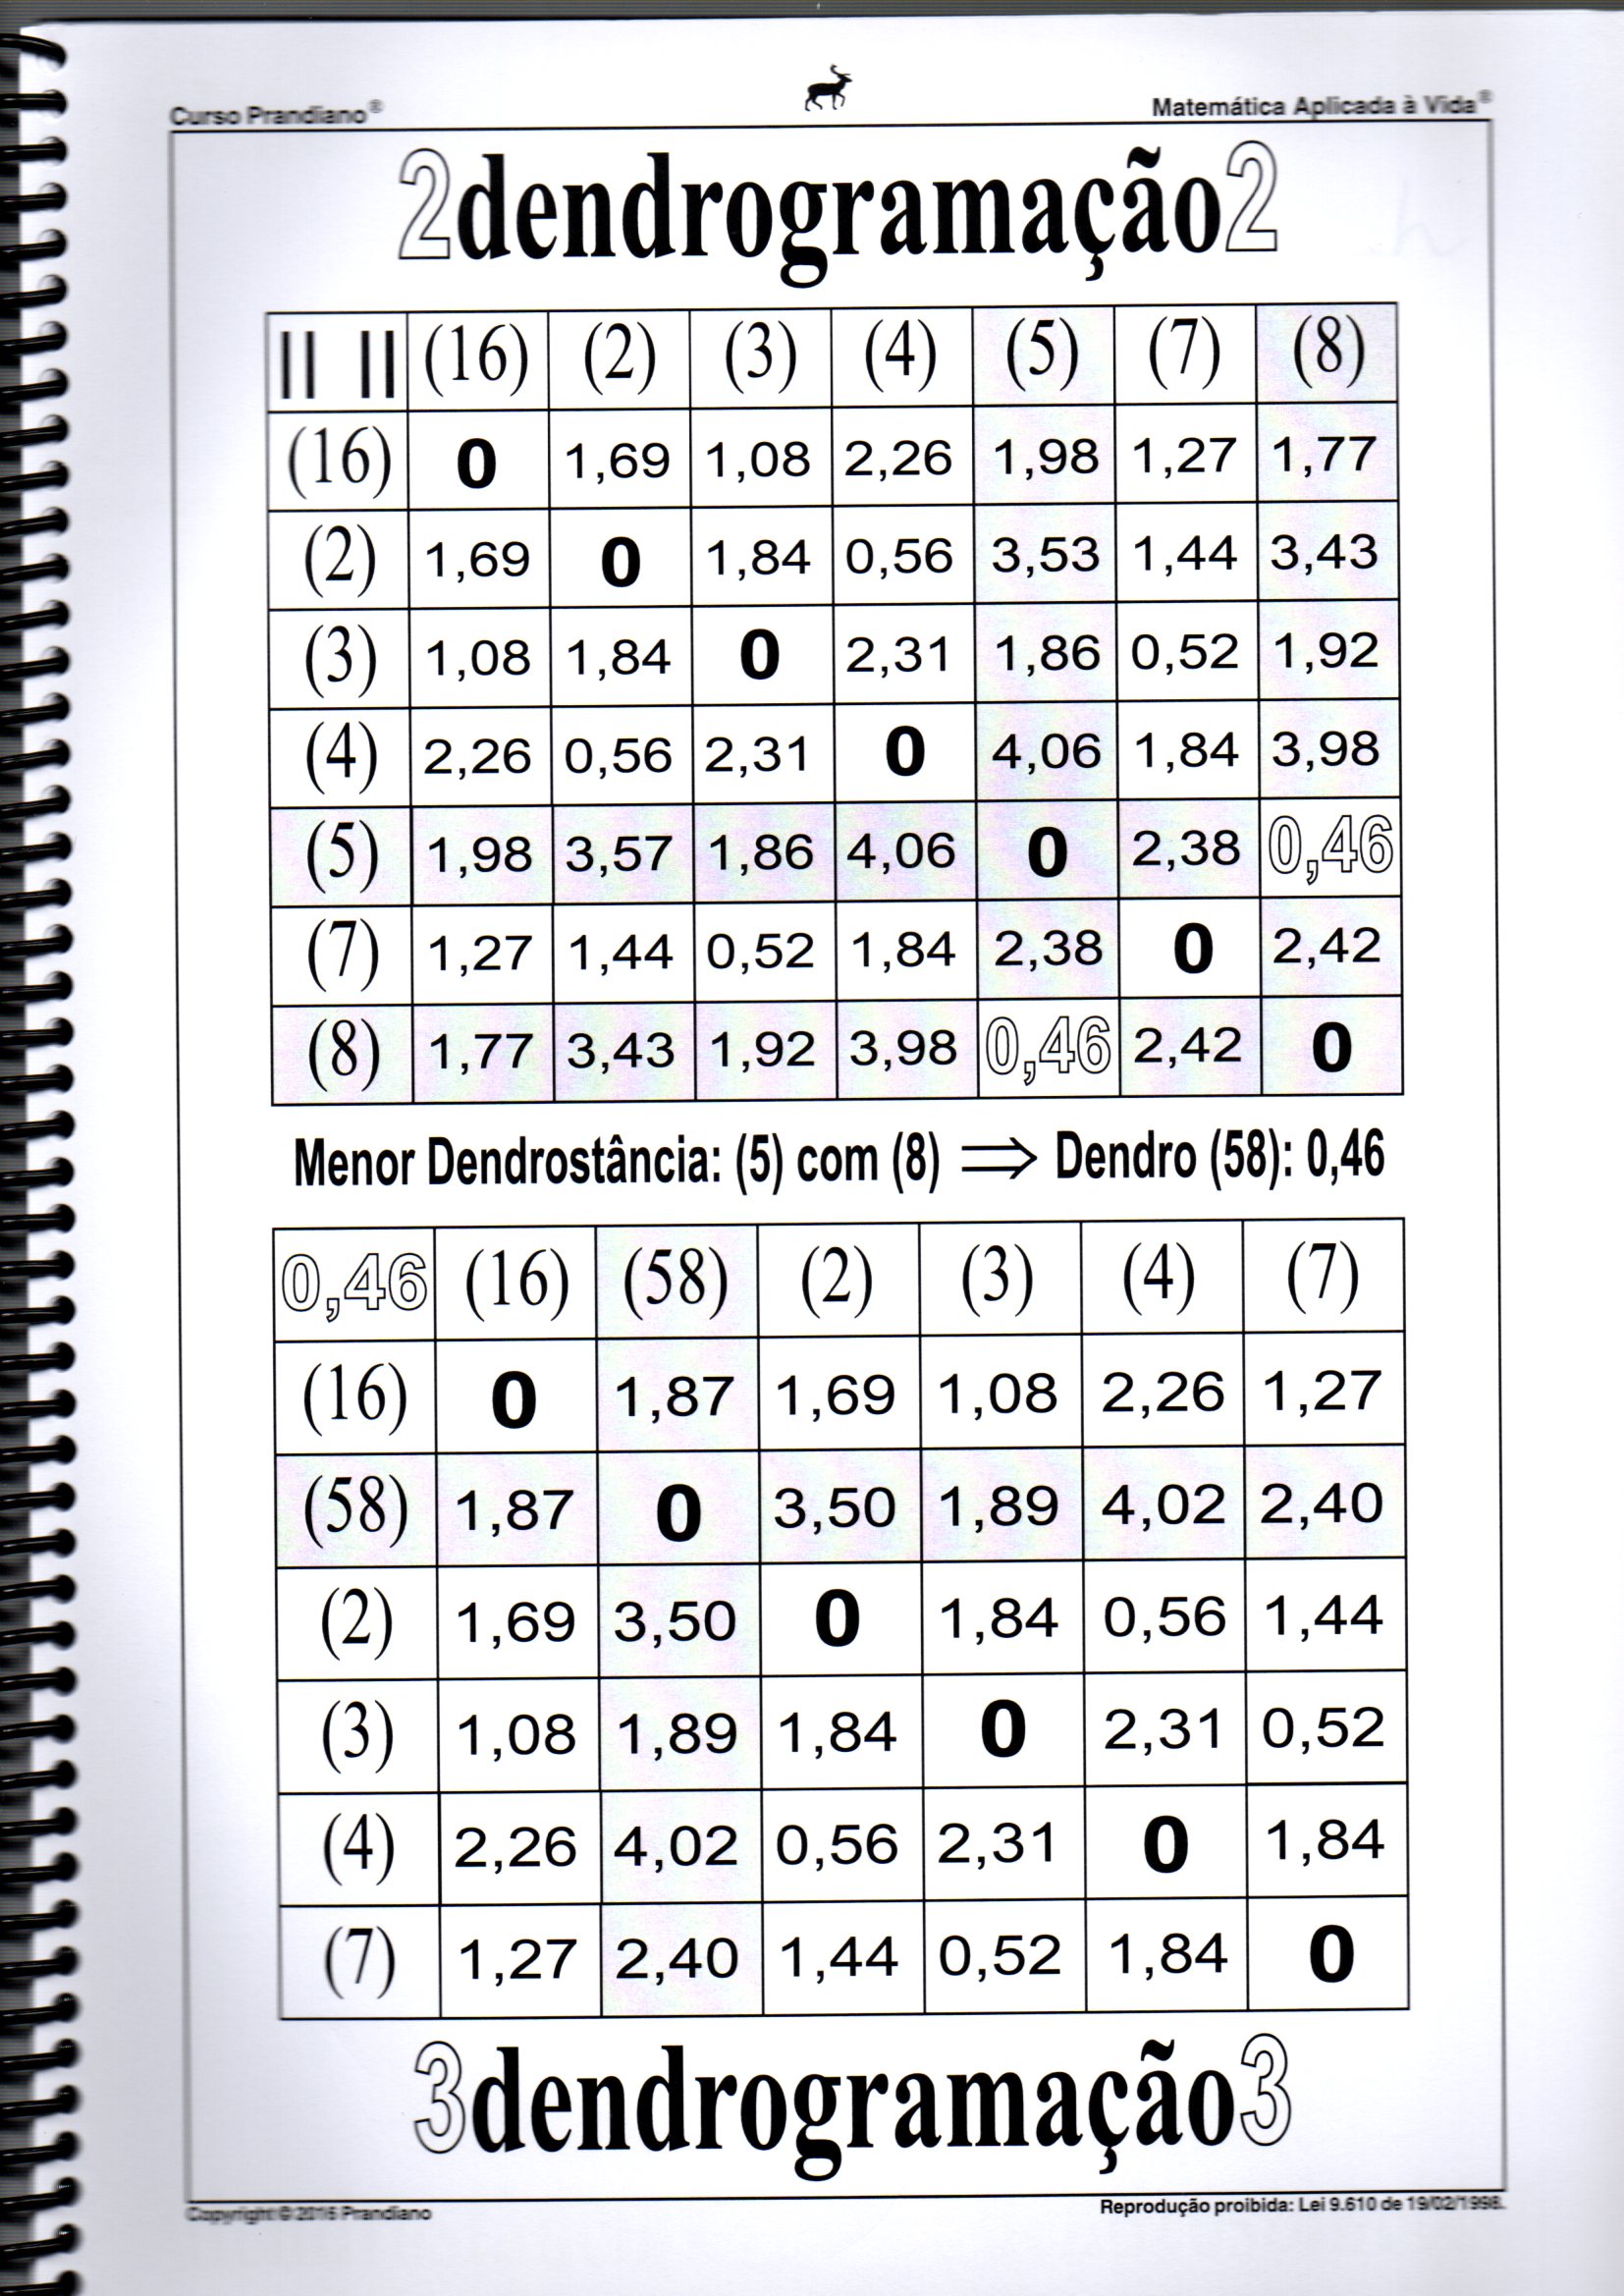 Curso Prandiano®
Matemática Aplicada à Vida®
2dendrogramação2
|| || (16) (2) (3) (4) (5) (7) (8)
(16) 0 1,69 1,08 2,26 1,98 1,27 1,77
(2) 1,69 0 1,84 0,56 3,53 1,44 3,43
(3) 1,08 1,84 0 2,31 1,86 0,52 1,92
(4) 2,26 0,56 2,31 0 4,06 1,84 3,98
(5) 1,98 3,57 1,86 4,06 0 2,38 0,46
(7) 1,27 1,44 0,52 1,84 2,38 0 2,42
(8) 1,77 3,43 1,92 3,98 0,46 2,42 0
Menor Dendrostância: (5) com (8) ⟹ Dendro (58): 0,46
0,46 (16) (58) (2) (3) (4) (7)
(16) 0 1,87 1,69 1,08 2,26 1,27
(58) 1,87 0 3,50 1,89 4,02 2,40
(2) 1,69 3,50 0 1,84 0,56 1,44
(3) 1,08 1,89 1,84 0 2,31 0,52
(4) 2,26 4,02 0,56 2,31 0 1,84
(7) 1,27 2,40 1,44 0,52 1,84 0
3dendrogramação3
Copyright © 2016 Prandiano
Reprodução proibida: Lei 9.610 de 19/02/1998.